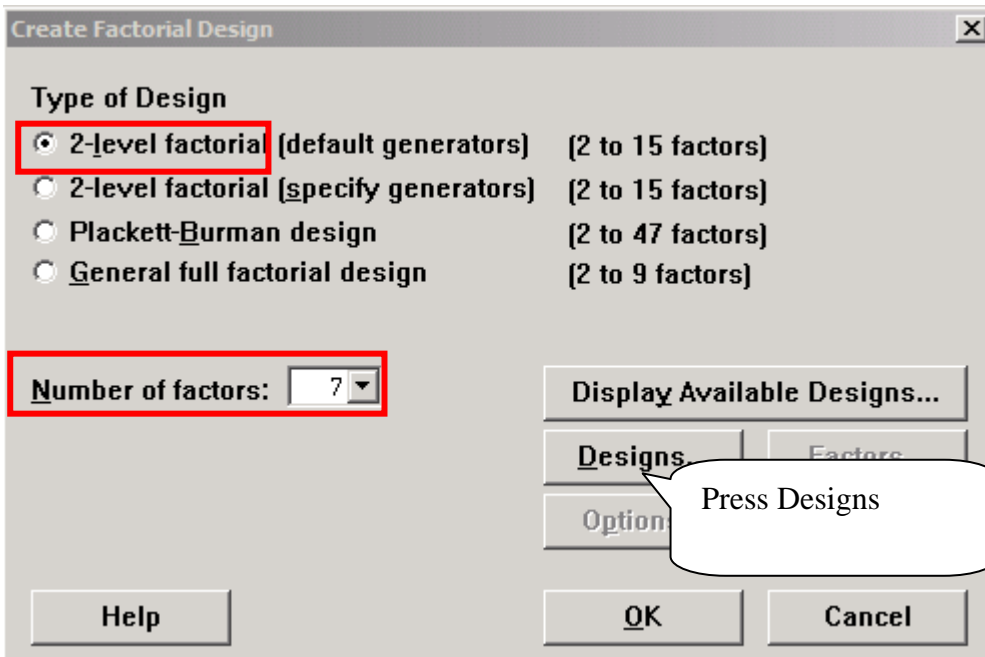 Create Factorial Design
Type of Design
2-level factorial (default generators) (2 to 15 factors)
2-level factorial (specify generators) (2 to 15 factors)
Plackett-Burman design (2 to 47 factors)
General full factorial design (2 to 9 factors)
Number of factors: 7
Display Available Designs...
Designs... Factors
Option
Press Designs
Help OK Cancel